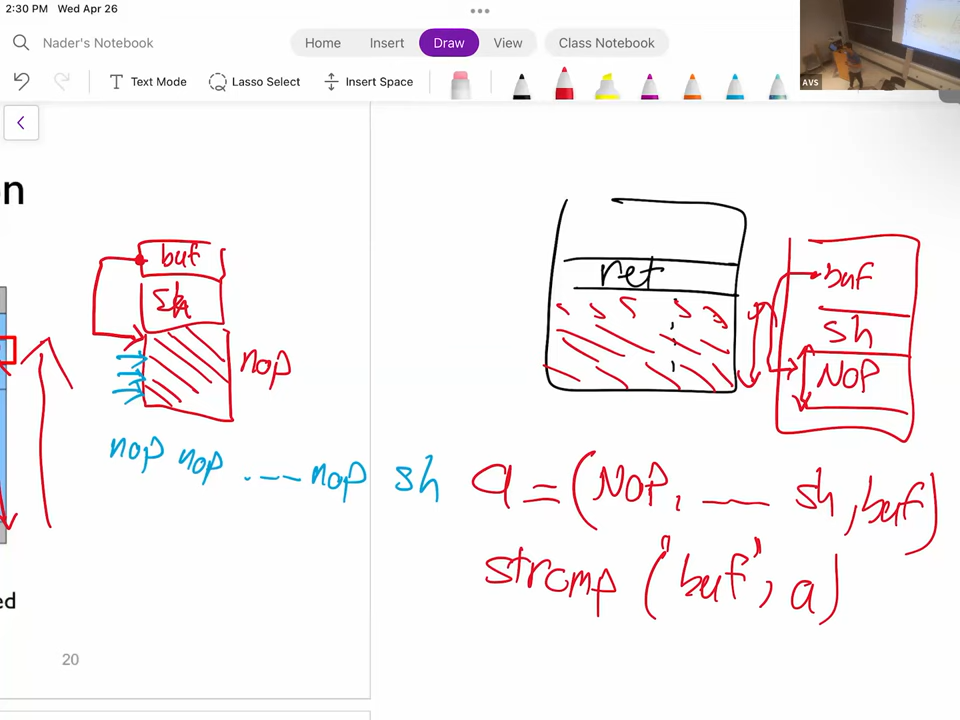 2:30 PM Wed Apr 26
Nader's Notebook
Home Insert Draw View Class Notebook
Text Mode Lasso Select Insert Space
AVS
n
buf
sh
nop
nop nop .--- nop sh
ed
20
ret
buf
sh
NOP
a = (NOP, ___ sh, buf)
strcmp ("buf", a)